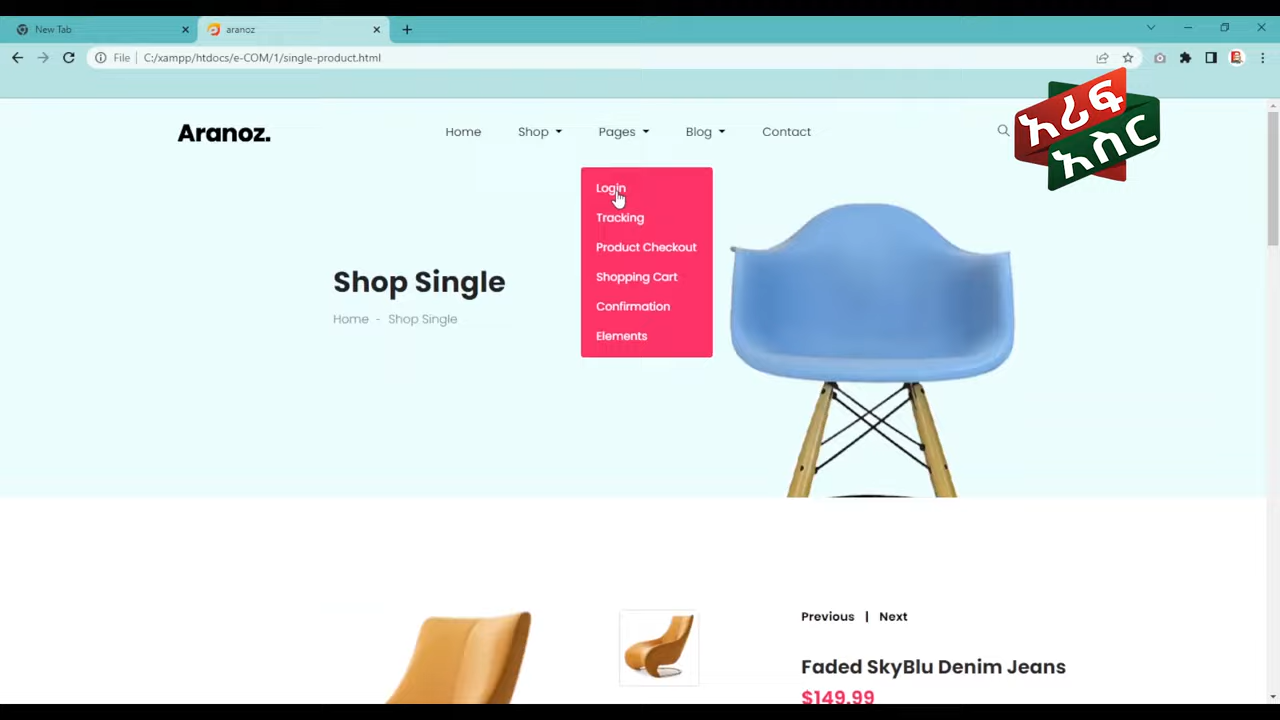 New Tab
aranoz
File
C:/xampp/htdocs/e-COM/1/single-product.html
Aranoz.
Home
Shop
Pages
Blog
Contact
አሪፍ
አስር
Login
Tracking
Product Checkout
Shopping Cart
Confirmation
Elements
Shop Single
Home - Shop Single
Previous | Next
Faded SkyBlu Denim Jeans
$149.99